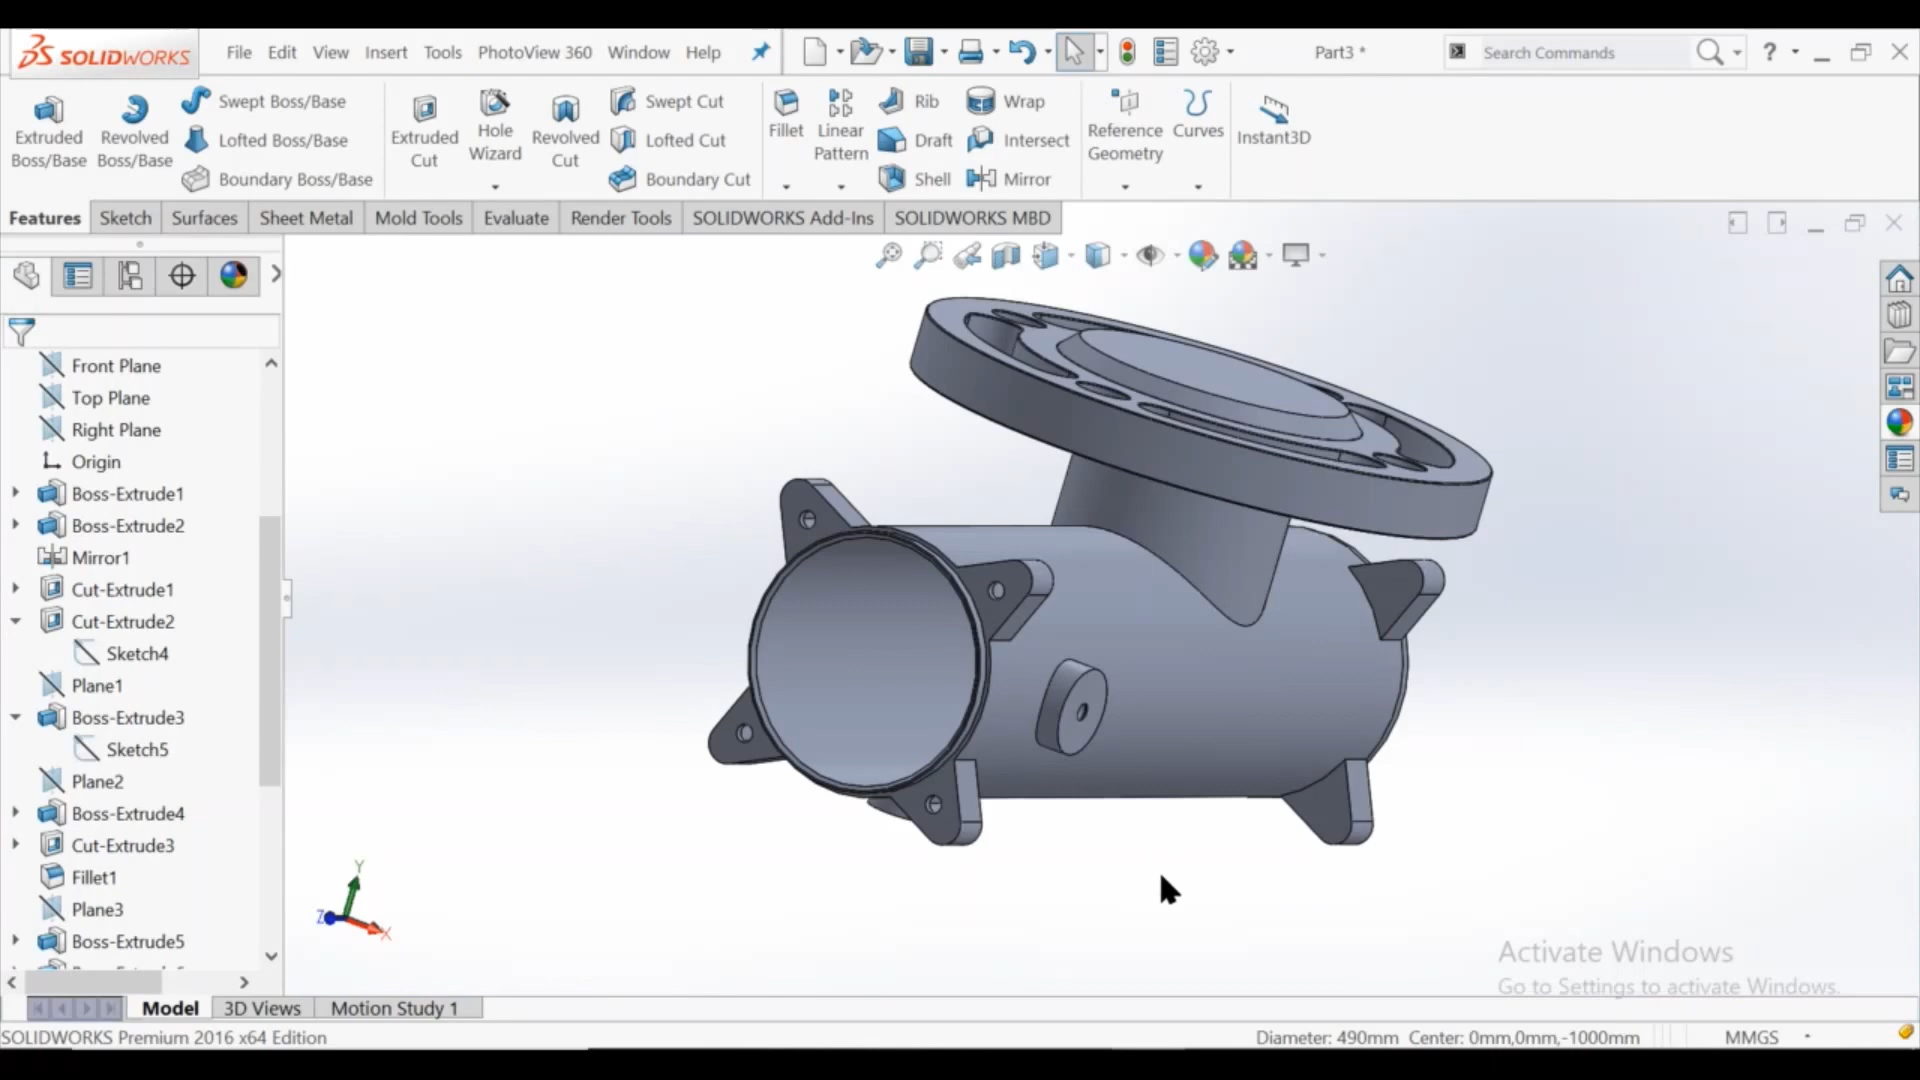 SOLIDWORKS File Edit View Insert Tools PhotoView 360 Window Help Part3 * Search Commands ?
Extruded Boss/Base
Revolved Boss/Base
Swept Boss/Base
Lofted Boss/Base
Boundary Boss/Base
Extruded Cut
Hole Wizard
Revolved Cut
Swept Cut
Lofted Cut
Boundary Cut
Fillet
Linear Pattern
Rib
Draft
Shell
Wrap
Intersect
Mirror
Reference Geometry
Curves
Instant3D
Features Sketch Surfaces Sheet Metal Mold Tools Evaluate Render Tools SOLIDWORKS Add-Ins SOLIDWORKS MBD
Front Plane
Top Plane
Right Plane
Origin
Boss-Extrude1
Boss-Extrude2
Mirror1
Cut-Extrude1
Cut-Extrude2
Sketch4
Plane1
Boss-Extrude3
Sketch5
Plane2
Boss-Extrude4
Cut-Extrude3
Fillet1
Plane3
Boss-Extrude5
Y
Z
X
Activate Windows
Go to Settings to activate Windows.
Model 3D Views Motion Study 1
SOLIDWORKS Premium 2016 x64 Edition Diameter: 490mm Center: 0mm,0mm,-1000mm MMGS